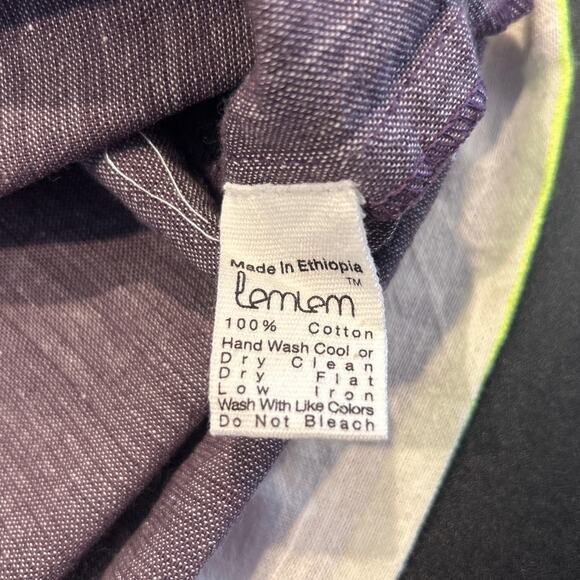 Made In Ethiopia
lemlem™
100% Cotton
Hand Wash Cool or
Dry Clean
Dry Flat
Low Iron
Wash With Like Colors
Do Not Bleach